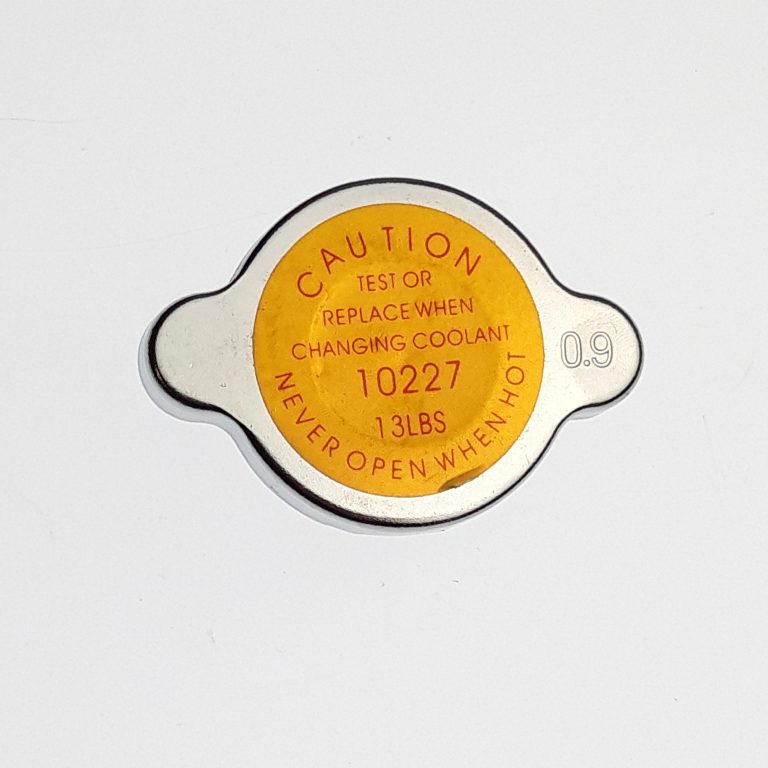 CAUTION
TEST OR
REPLACE WHEN
CHANGING COOLANT
10227
13LBS
NEVER OPEN WHEN HOT
0.9